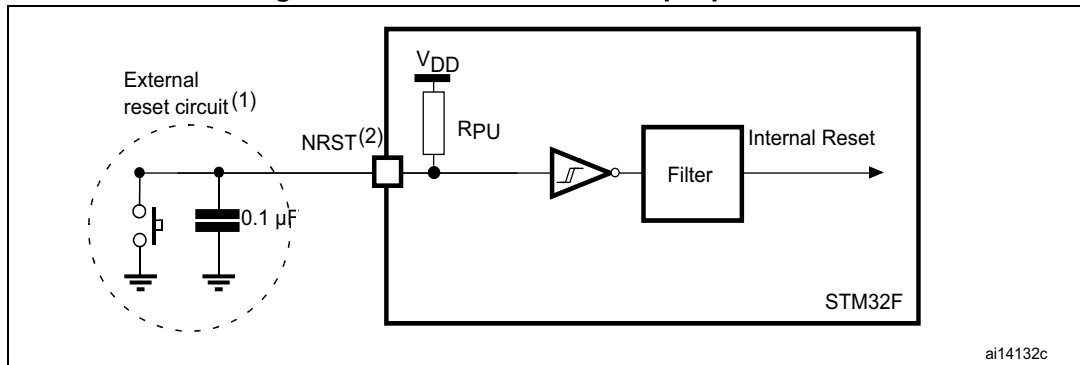 External
reset circuit(1)
VDD
RPU
NRST(2)
Filter
Internal Reset
0.1 µF
STM32F
ai14132c